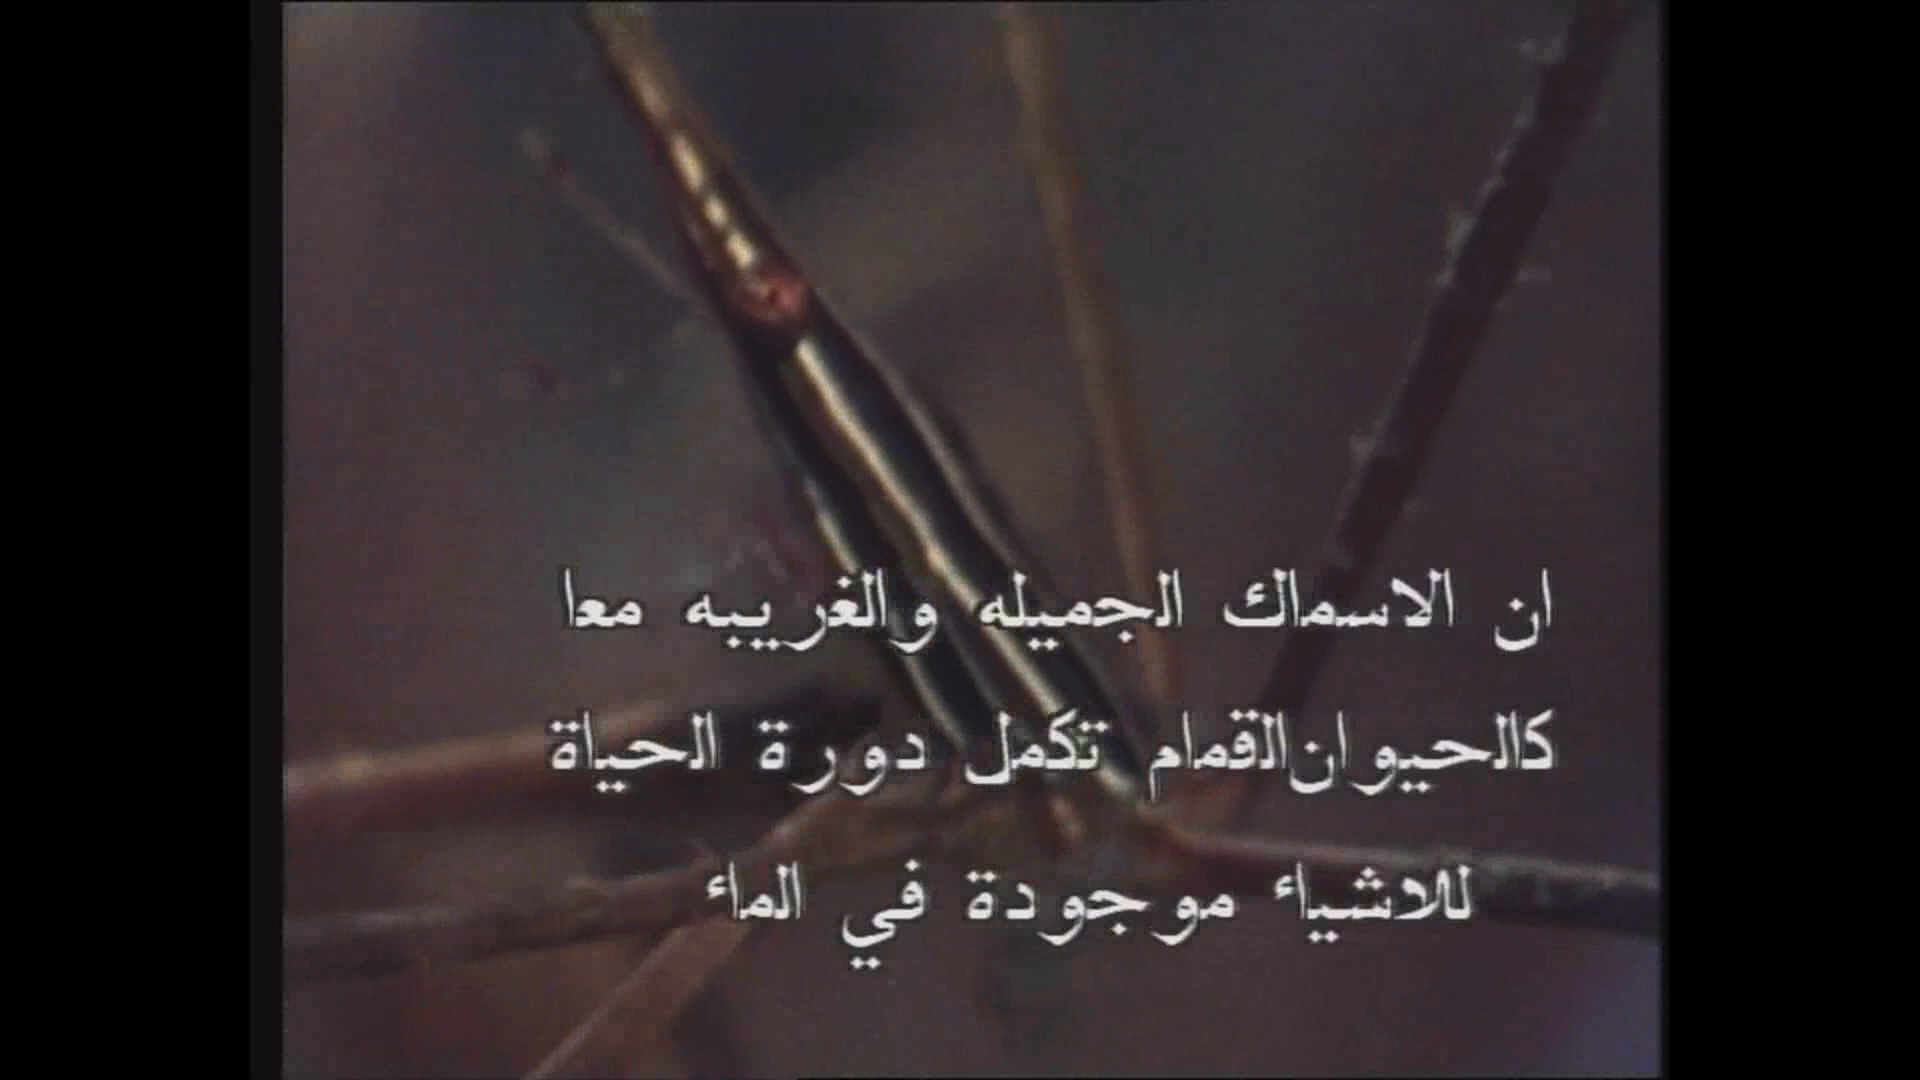 ان الاسماك الجميله والغريبه معا
كالحيوان القمام تكمل دورة الحياة
للاشياء موجودة في الماء